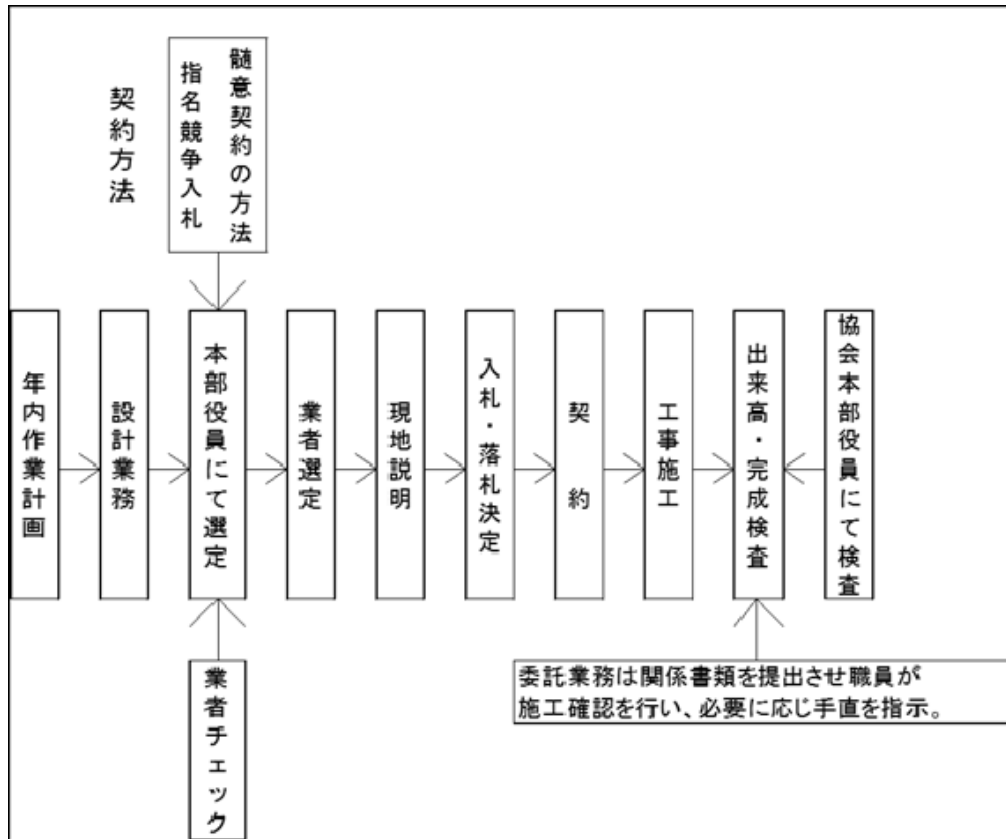 契約方法
髄意契約の方法
指名競争入札
年内作業計画
設計業務
本部役員にて選定
業者選定
現地説明
入札・落札決定
契約
工事施工
出来高・完成検査
協会本部役員にて検査
業者チェック
委託業務は関係書類を提出させ職員が
施工確認を行い、必要に応じ手直を指示。